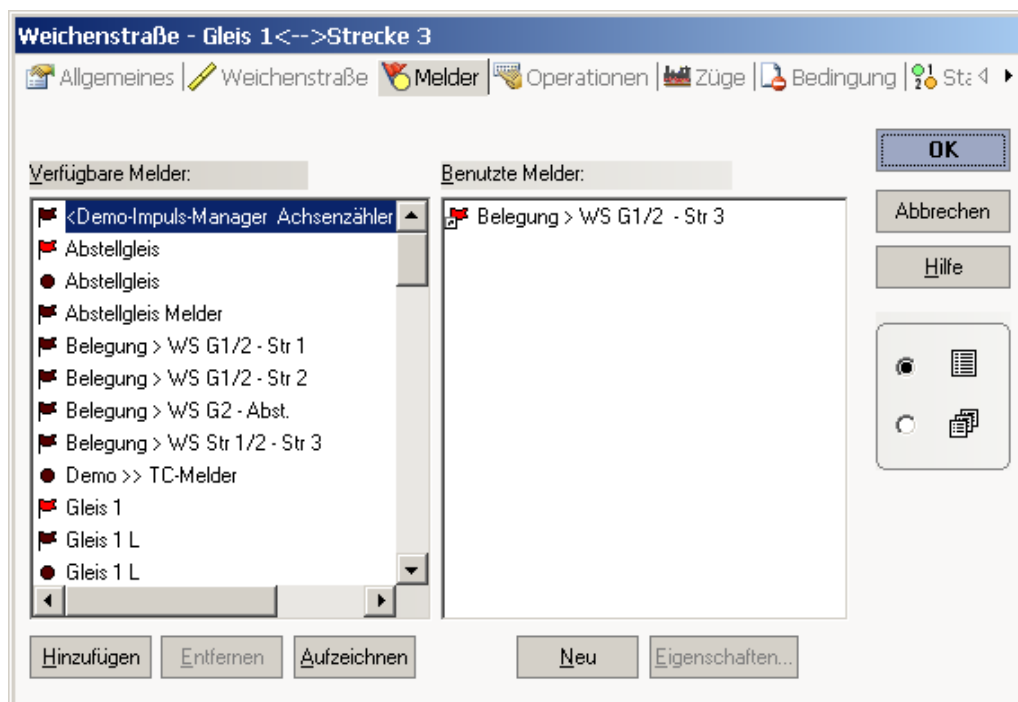 Weichenstraße - Gleis 1<-->Strecke 3
Allgemeines Weichenstraße Melder Operationen Züge Bedingung Sta
Verfügbare Melder:
<Demo-Impuls-Manager Achsenzähler
Abstellgleis
Abstellgleis
Abstellgleis Melder
Belegung > WS G1/2 - Str 1
Belegung > WS G1/2 - Str 2
Belegung > WS G2 - Abst.
Belegung > WS Str 1/2 - Str 3
Demo >> TC-Melder
Gleis 1
Gleis 1 L
Gleis 1 L
Benutzte Melder:
Belegung > WS G1/2 - Str 3
OK
Abbrechen
Hilfe
Hinzufügen Entfernen Aufzeichnen Neu Eigenschaften...